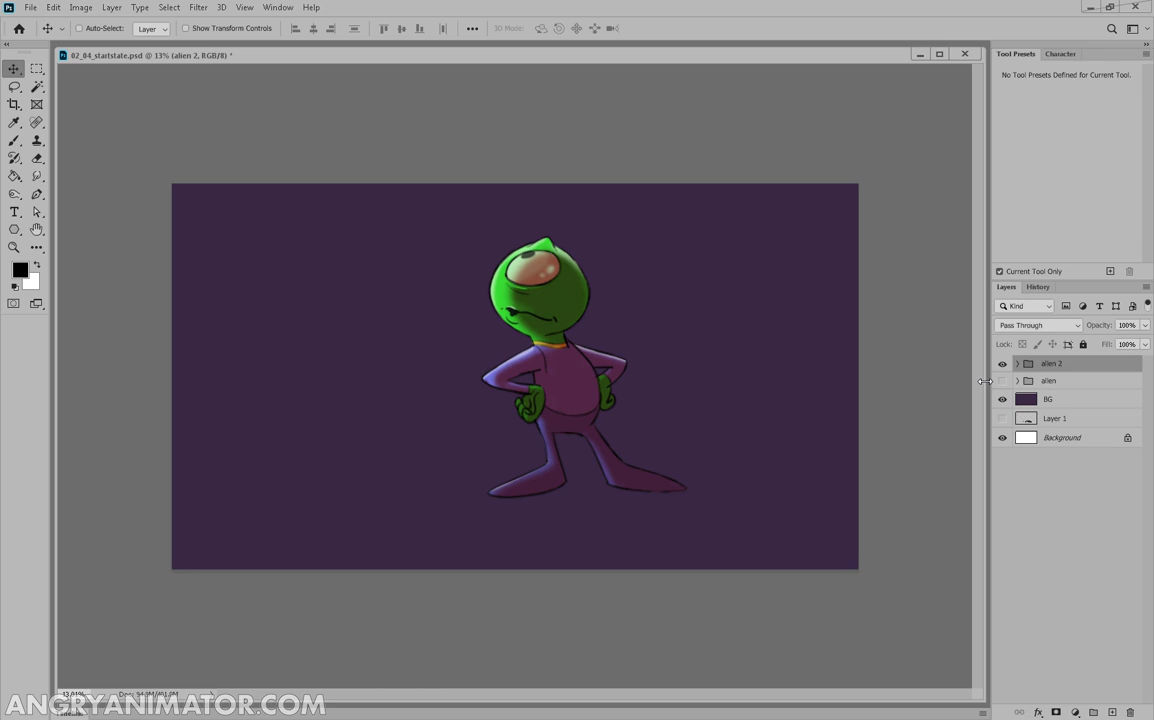 Ps File Edit Image Layer Type Select Filter 3D View Window Help
Auto-Select: Layer Show Transform Controls ••• 3D Mode:
02_04_startstate.psd @ 13% (alien 2, RGB/8) *
Tool Presets Character
No Tool Presets Defined for Current Tool.
Current Tool Only
Layers History
Kind
Pass Through Opacity: 100%
Lock: Fill: 100%
alien 2
alien
BG
Layer 1
Background
fx
ANGRYANIMATOR.COM